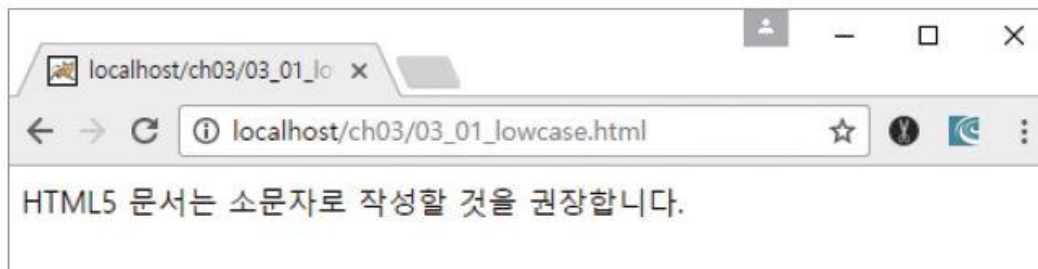 localhost/ch03/03_01_lo
localhost/ch03/03_01_lowcase.html
HTML5 문서는 소문자로 작성할 것을 권장합니다.